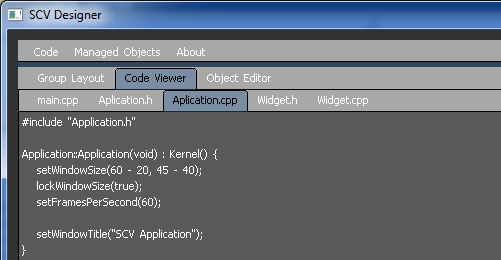 SCV Designer
Code Managed Objects About
Group Layout Code Viewer Object Editor
main.cpp Aplication.h Aplication.cpp Widget.h Widget.cpp
#include "Application.h"
Application::Application(void) : Kernel() {
setWindowSize(60 - 20, 45 - 40);
lockWindowSize(true);
setFramesPerSecond(60);
setWindowTitle("SCV Application");
}